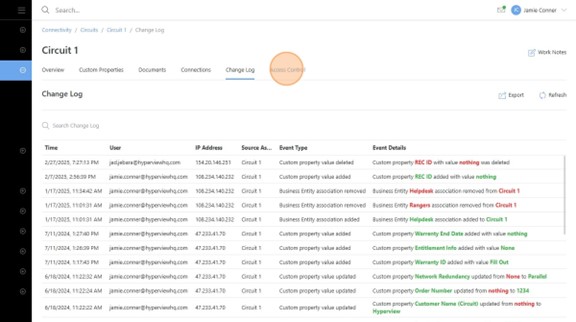 Search...
Jamie Conner
Connectivity / Circuits / Circuit 1 / Change Log
Circuit 1
Work Notes
Overview Custom Properties Documents Connections Change Log Access Control
Change Log
Export Refresh
Search Change Log
Time User IP Address Source As... Event Type Event Details
2/27/2025, 7:27:13 PM jad.jebara@hyperviewhq.com 154.20.146.251 Circuit 1 Custom property value deleted Custom property REC ID with value nothing was deleted
2/7/2025, 2:56:09 PM jamie.conner@hyperviewhq.com 108.234.140.232 Circuit 1 Custom property value added Custom property REC ID added with value nothing
1/17/2025, 11:34:42 AM jamie.conner@hyperviewhq.com 108.234.140.232 Circuit 1 Business Entity association removed Business Entity Helpdesk association removed from Circuit 1
1/17/2025, 11:01:31 AM jamie.conner@hyperviewhq.com 108.234.140.232 Circuit 1 Business Entity association removed Business Entity Rangers association removed from Circuit 1
1/17/2025, 11:01:31 AM jamie.conner@hyperviewhq.com 108.234.140.232 Circuit 1 Business Entity association added Business Entity Helpdesk association added to Circuit 1
7/11/2024, 1:27:40 PM jamie.conner@hyperviewhq.com 47.233.41.70 Circuit 1 Custom property value added Custom property Warrenty End Date added with value nothing
7/11/2024, 1:26:09 PM jamie.conner@hyperviewhq.com 47.233.41.70 Circuit 1 Custom property value added Custom property Entitlement Info added with value None
7/11/2024, 1:17:40 PM jamie.conner@hyperviewhq.com 47.233.41.70 Circuit 1 Custom property value added Custom property Warrenty ID added with value Fill Out
6/18/2024, 11:22:32 AM jamie.conner@hyperviewhq.com 47.233.41.70 Circuit 1 Custom property value updated Custom property Network Redundancy updated from None to Parallel
6/18/2024, 11:22:24 AM jamie.conner@hyperviewhq.com 47.233.41.70 Circuit 1 Custom property value updated Custom property Order Number updated from nothing to 1234
6/18/2024, 11:22:22 AM jamie.conner@hyperviewhq.com 47.233.41.70 Circuit 1 Custom property value updated Custom property Customer Name (Circuit) updated from nothing to
Hyperview